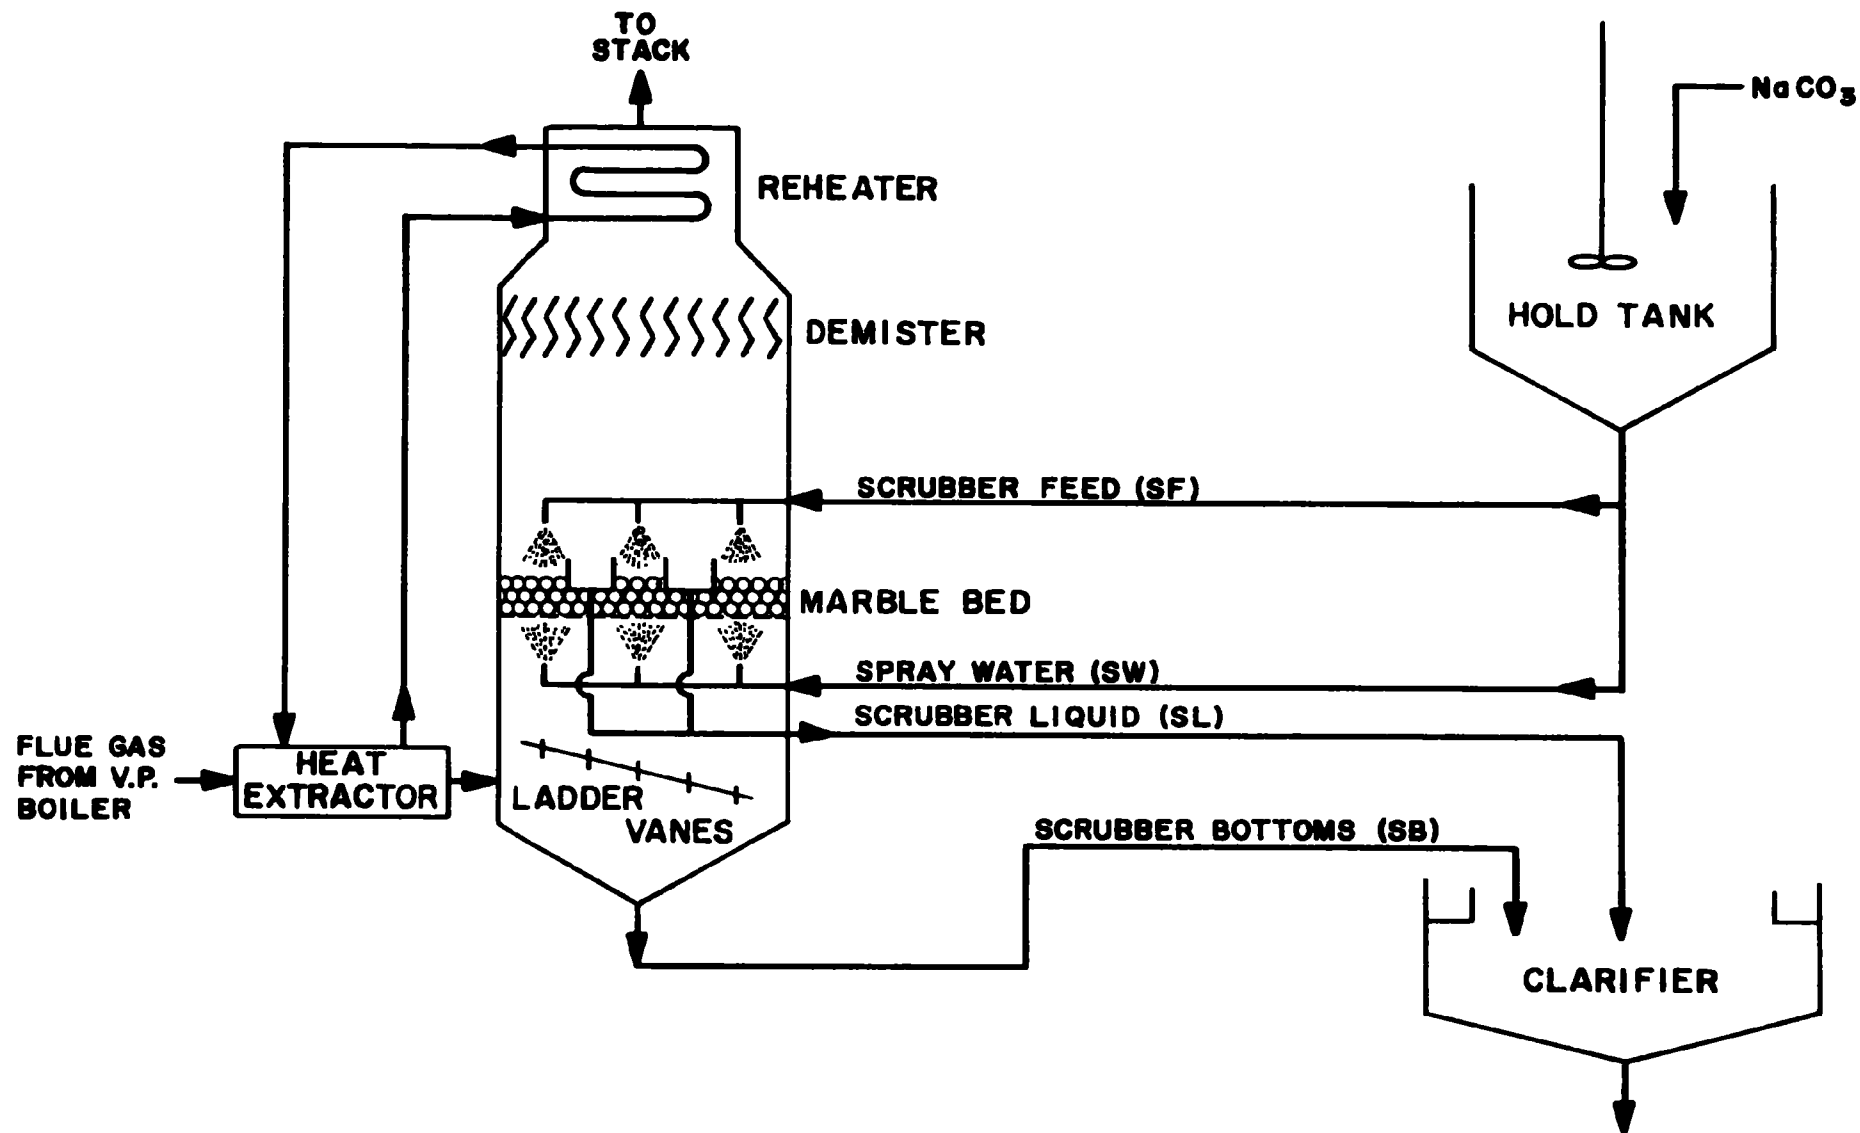 TO
STACK
NaCO3
REHEATER
HOLD TANK
DEMISTER
SCRUBBER FEED (SF)
MARBLE BED
SPRAY WATER (SW)
SCRUBBER LIQUID (SL)
FLUE GAS
FROM V.P.
BOILER
HEAT
EXTRACTOR
LADDER
VANES
SCRUBBER BOTTOMS (SB)
CLARIFIER